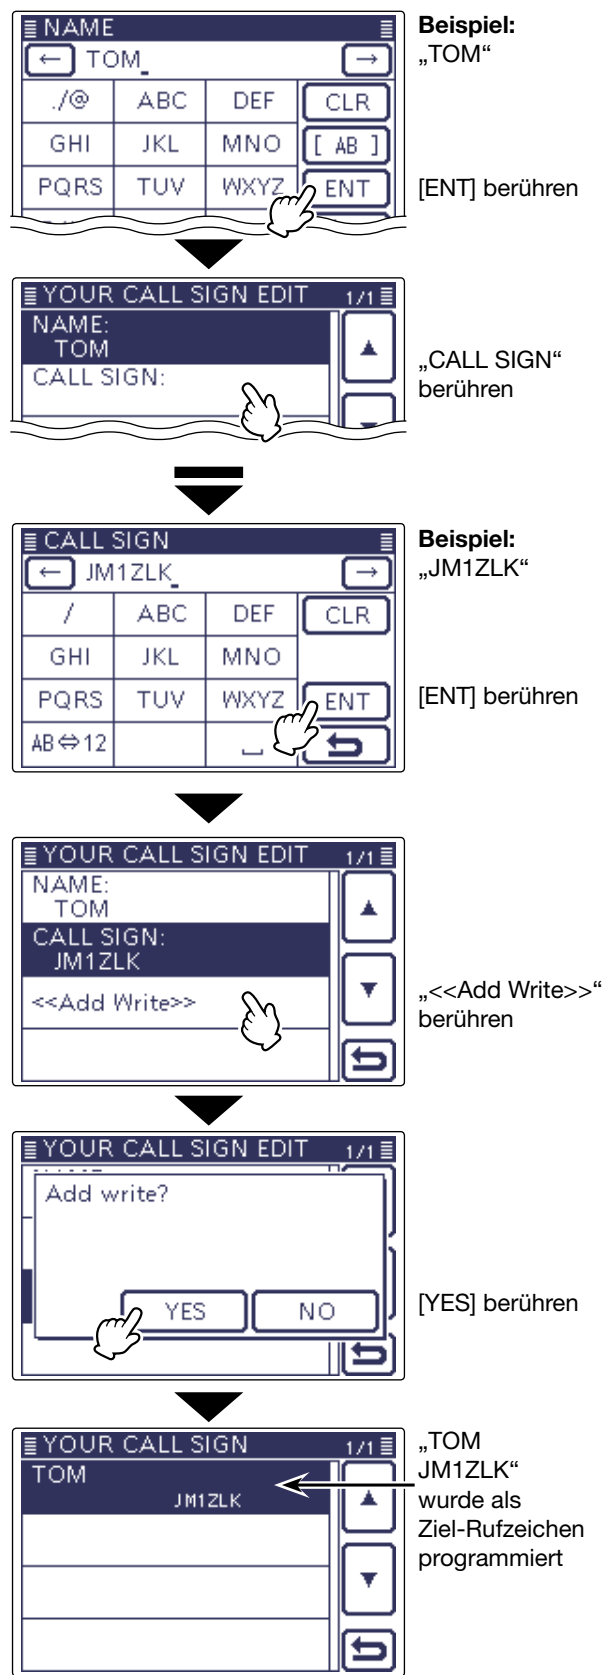 NAME
Beispiel:
„TOM“
← TOM_ →
./@ ABC DEF CLR
GHI JKL MNO [ AB ]
PQRS TUV WXYZ ENT
[ENT] berühren
YOUR CALL SIGN EDIT 1/1
NAME:
TOM
CALL SIGN:
„CALL SIGN“
berühren
CALL SIGN
Beispiel:
„JM1ZLK“
← JM1ZLK_ →
/ ABC DEF CLR
GHI JKL MNO
PQRS TUV WXYZ ENT
[ENT] berühren
AB⇔12 ⎵
YOUR CALL SIGN EDIT 1/1
NAME:
TOM
CALL SIGN:
JM1ZLK
<<Add Write>>
„<<Add Write>>“
berühren
YOUR CALL SIGN EDIT 1/1
Add write?
YES NO
[YES] berühren
YOUR CALL SIGN 1/1
TOM
JM1ZLK
„TOM
JM1ZLK“
wurde als
Ziel-Rufzeichen
programmiert